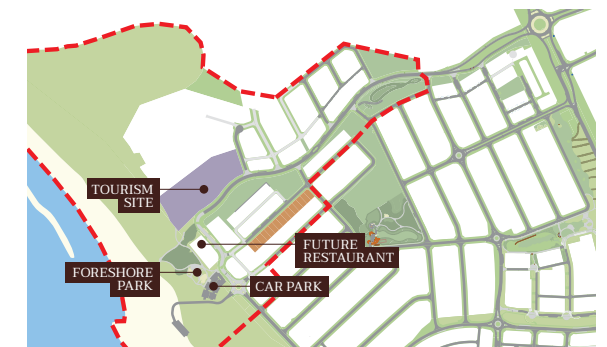 TOURISM
SITE
FUTURE
RESTAURANT
FORESHORE
PARK
CAR PARK